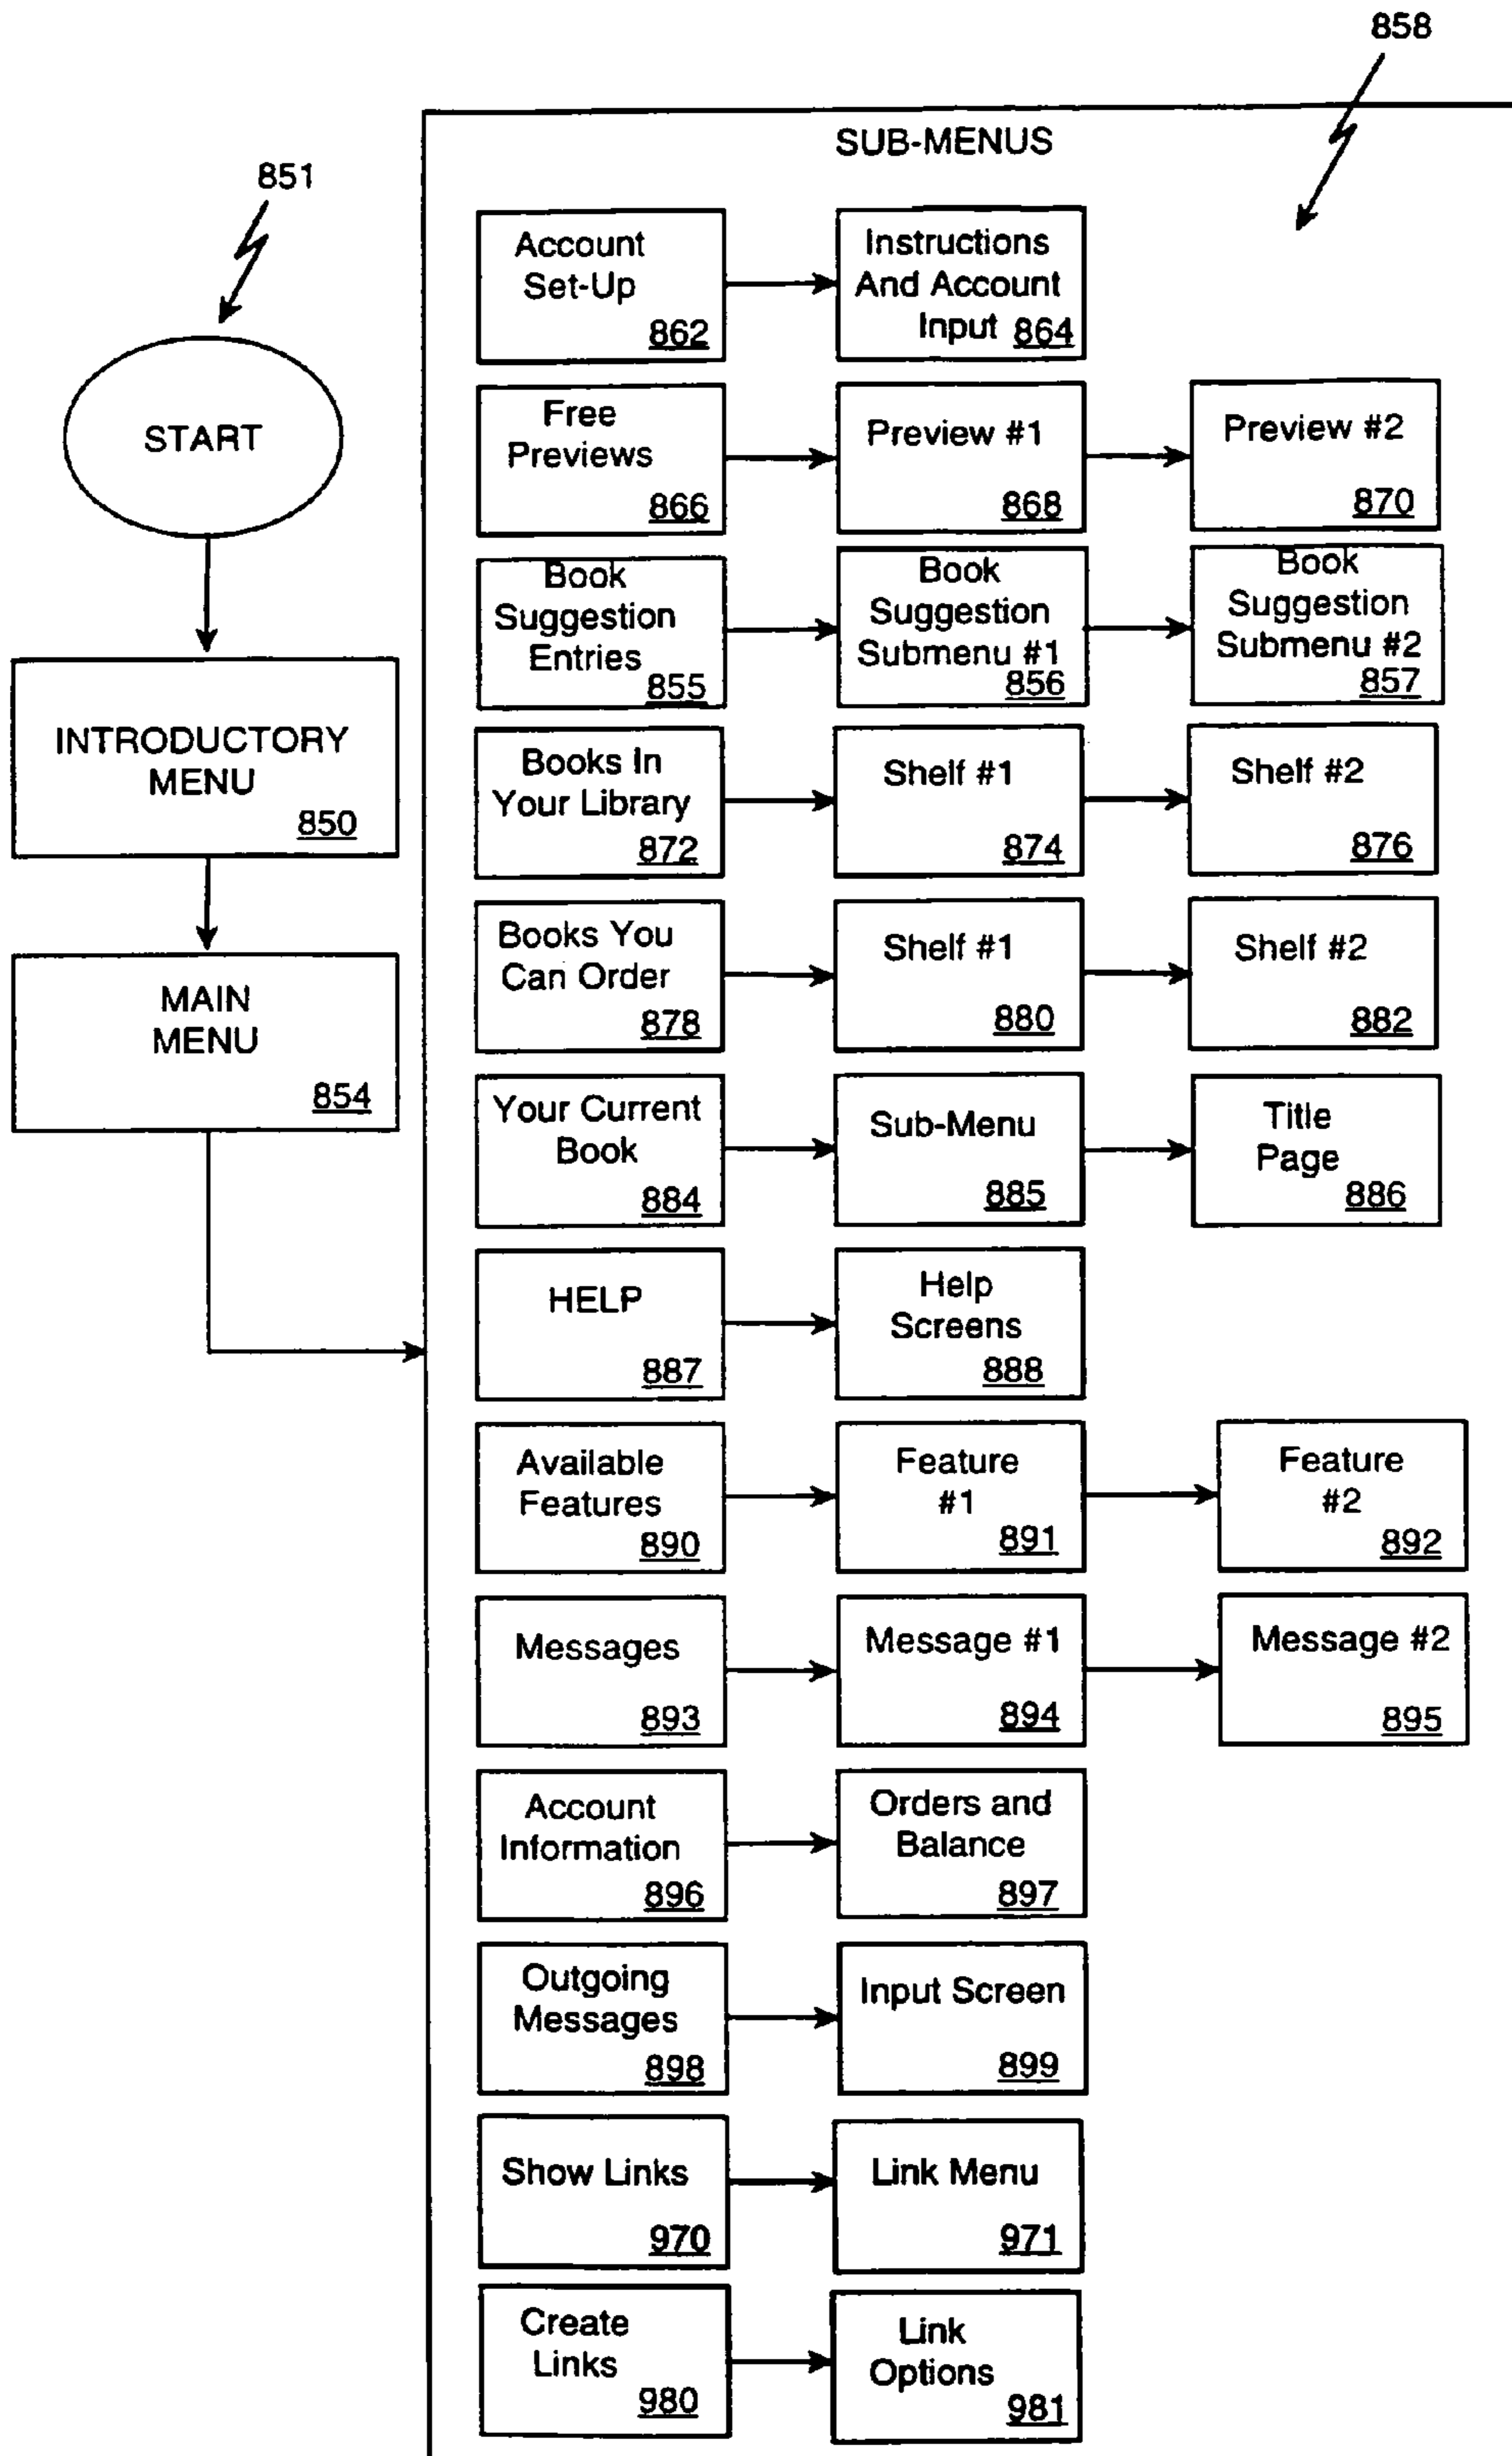 858
SUB-MENUS
851
START
INTRODUCTORY
MENU
850
MAIN
MENU
854
Account
Set-Up
862
Instructions
And Account
Input 864
Free
Previews
866
Preview #1
868
Preview #2
870
Book
Suggestion
Entries
855
Book
Suggestion
Submenu #1
856
Book
Suggestion
Submenu #2
857
Books In
Your Library
872
Shelf #1
874
Shelf #2
876
Books You
Can Order
878
Shelf #1
880
Shelf #2
882
Your Current
Book
884
Sub-Menu
885
Title
Page
886
HELP
887
Help
Screens
888
Available
Features
890
Feature
#1
891
Feature
#2
892
Messages
893
Message #1
894
Message #2
895
Account
Information
896
Orders and
Balance
897
Outgoing
Messages
898
Input Screen
899
Show Links
970
Link Menu
971
Create
Links
980
Link
Options
981